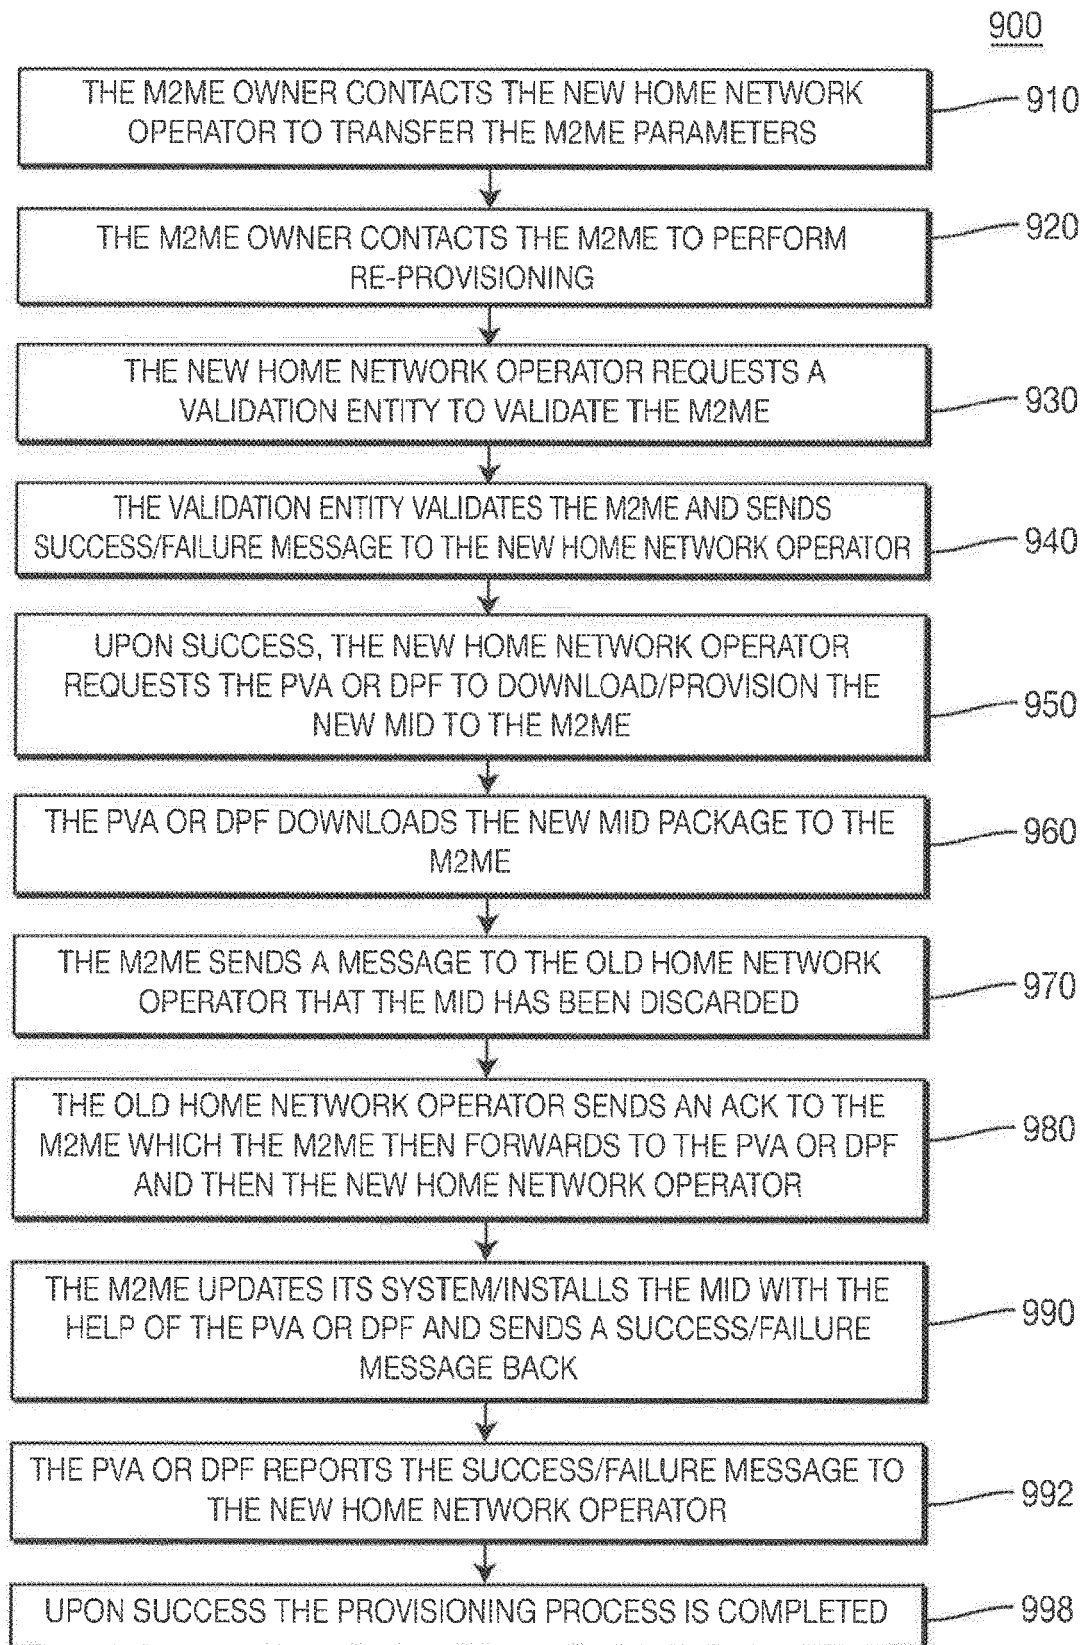 900
THE M2ME OWNER CONTACTS THE NEW HOME NETWORK
OPERATOR TO TRANSFER THE M2ME PARAMETERS
910
THE M2ME OWNER CONTACTS THE M2ME TO PERFORM
RE-PROVISIONING
920
THE NEW HOME NETWORK OPERATOR REQUESTS A
VALIDATION ENTITY TO VALIDATE THE M2ME
930
THE VALIDATION ENTITY VALIDATES THE M2ME AND SENDS
SUCCESS/FAILURE MESSAGE TO THE NEW HOME NETWORK OPERATOR
940
UPON SUCCESS, THE NEW HOME NETWORK OPERATOR
REQUESTS THE PVA OR DPF TO DOWNLOAD/PROVISION THE
NEW MID TO THE M2ME
950
THE PVA OR DPF DOWNLOADS THE NEW MID PACKAGE TO THE
M2ME
960
THE M2ME SENDS A MESSAGE TO THE OLD HOME NETWORK
OPERATOR THAT THE MID HAS BEEN DISCARDED
970
THE OLD HOME NETWORK OPERATOR SENDS AN ACK TO THE
M2ME WHICH THE M2ME THEN FORWARDS TO THE PVA OR DPF
AND THEN THE NEW HOME NETWORK OPERATOR
980
THE M2ME UPDATES ITS SYSTEM/INSTALLS THE MID WITH THE
HELP OF THE PVA OR DPF AND SENDS A SUCCESS/FAILURE
MESSAGE BACK
990
THE PVA OR DPF REPORTS THE SUCCESS/FAILURE MESSAGE TO
THE NEW HOME NETWORK OPERATOR
992
UPON SUCCESS THE PROVISIONING PROCESS IS COMPLETED
998